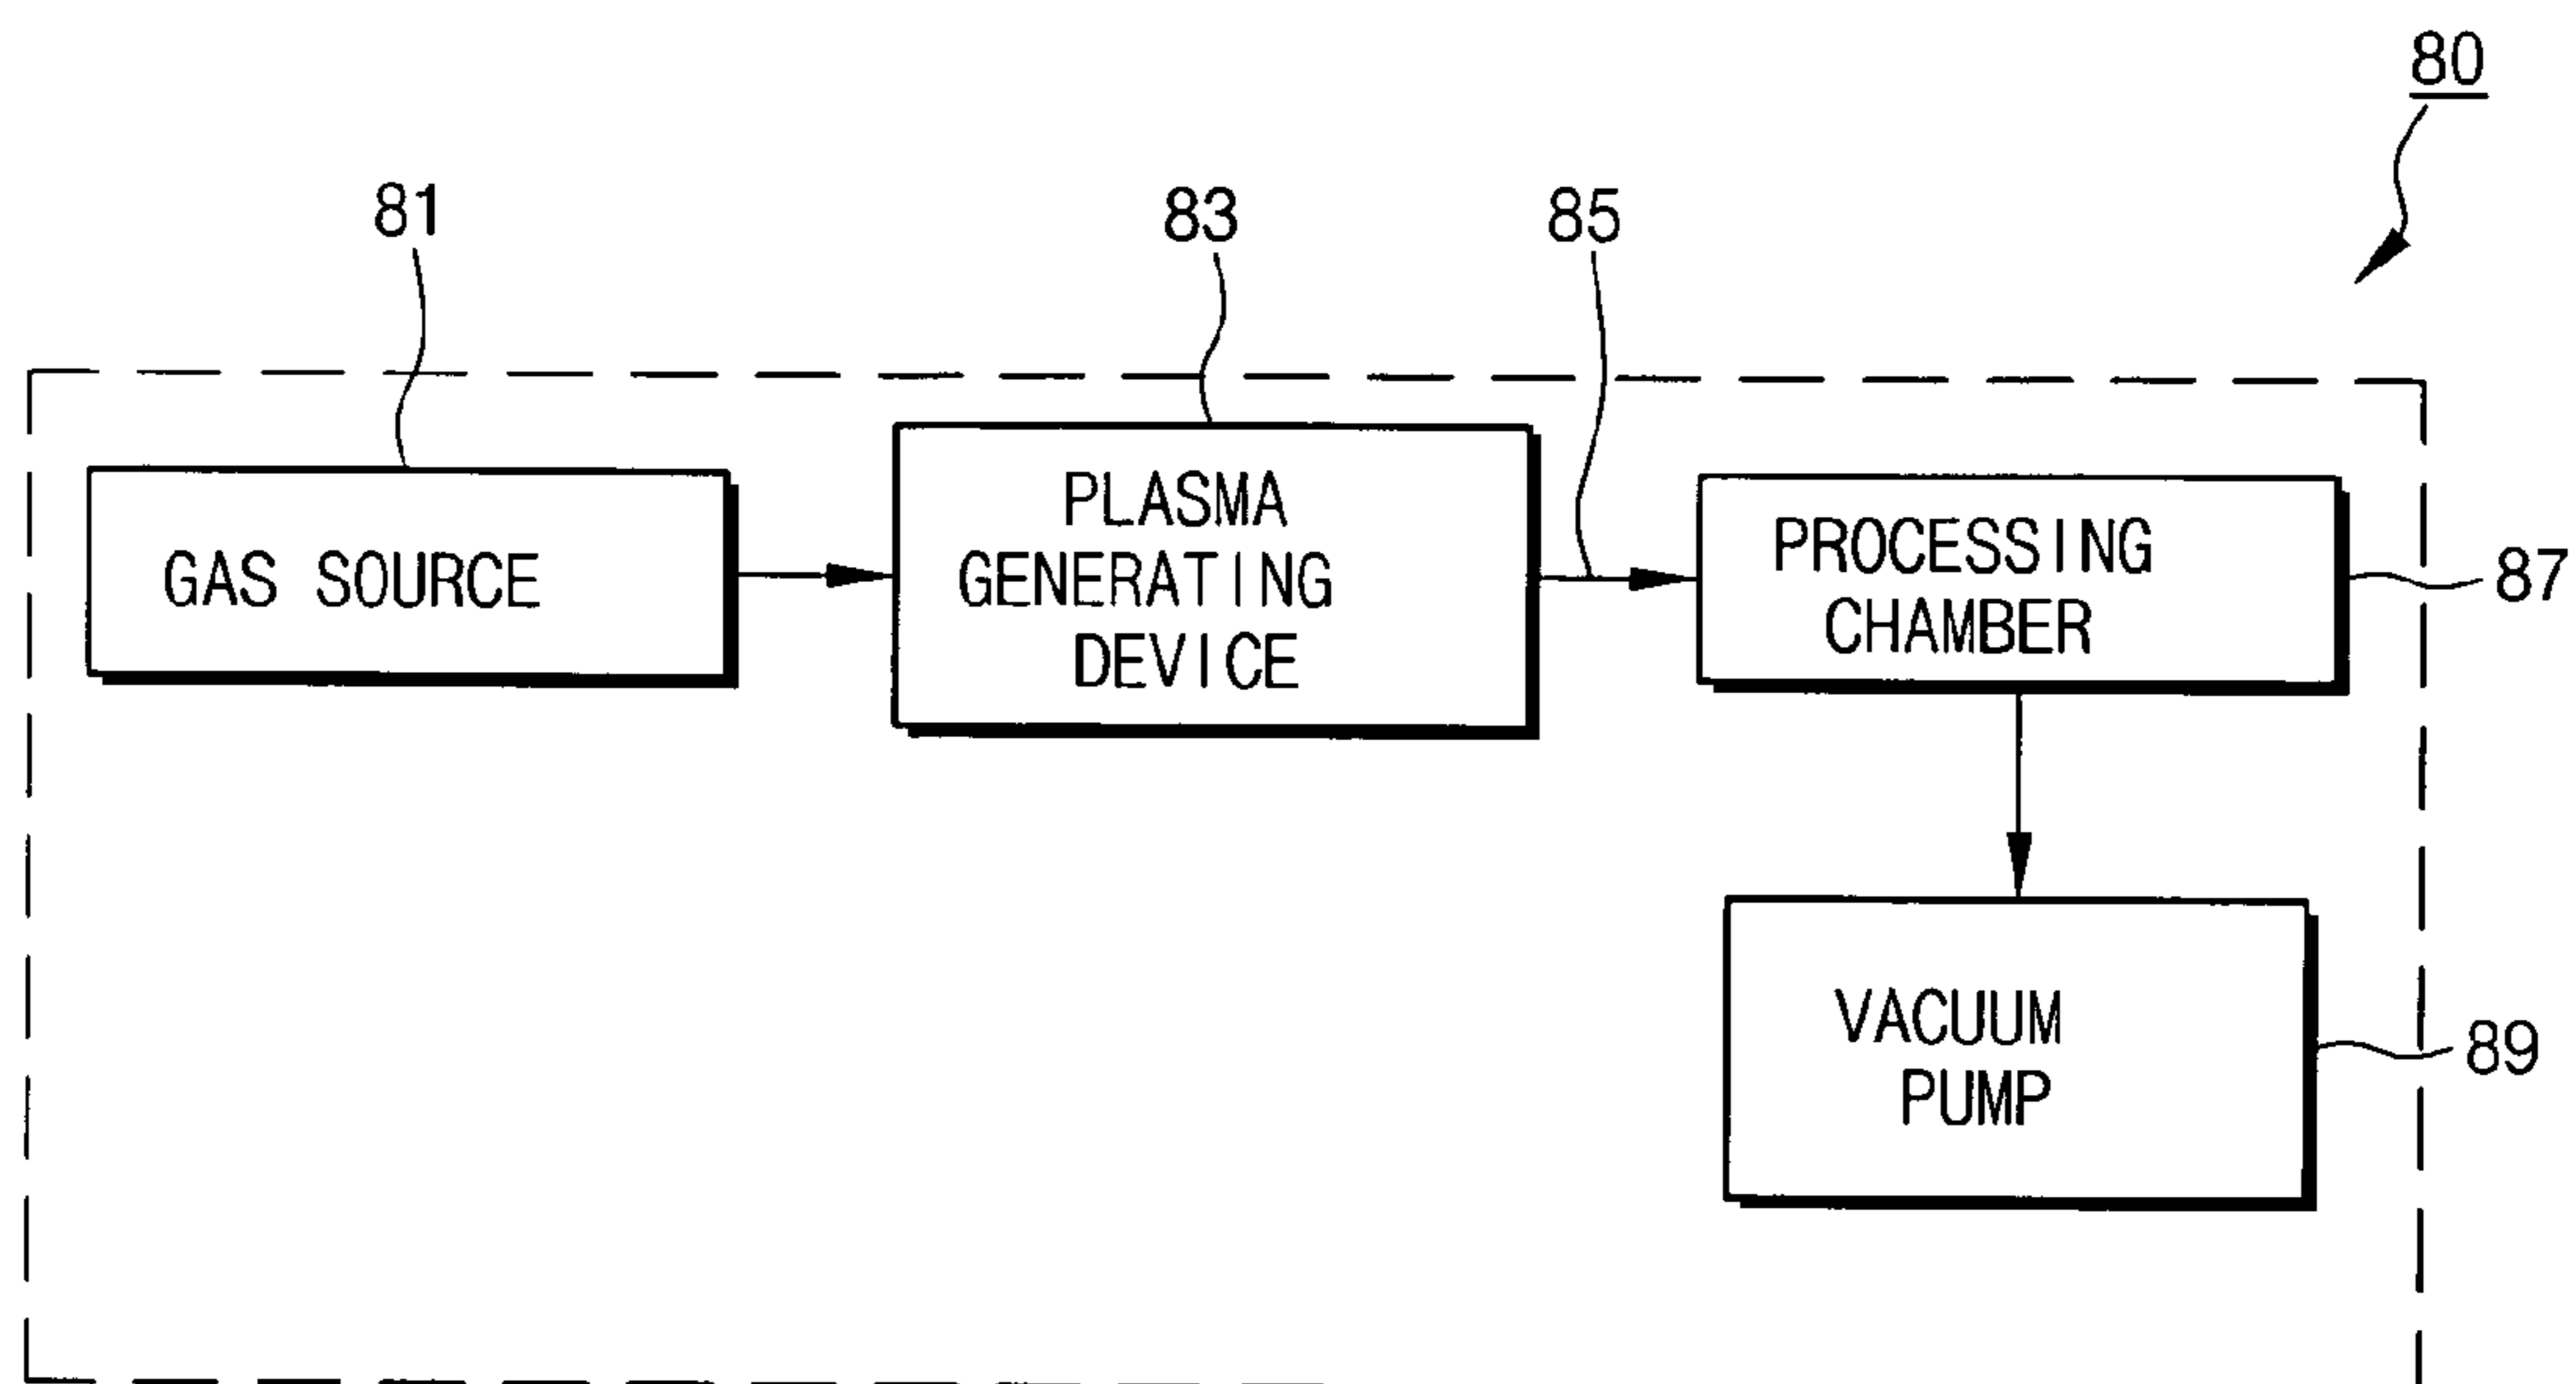 80
81
83
85
GAS SOURCE
PLASMA
GENERATING
DEVICE
PROCESSING
CHAMBER
87
VACUUM
PUMP
89